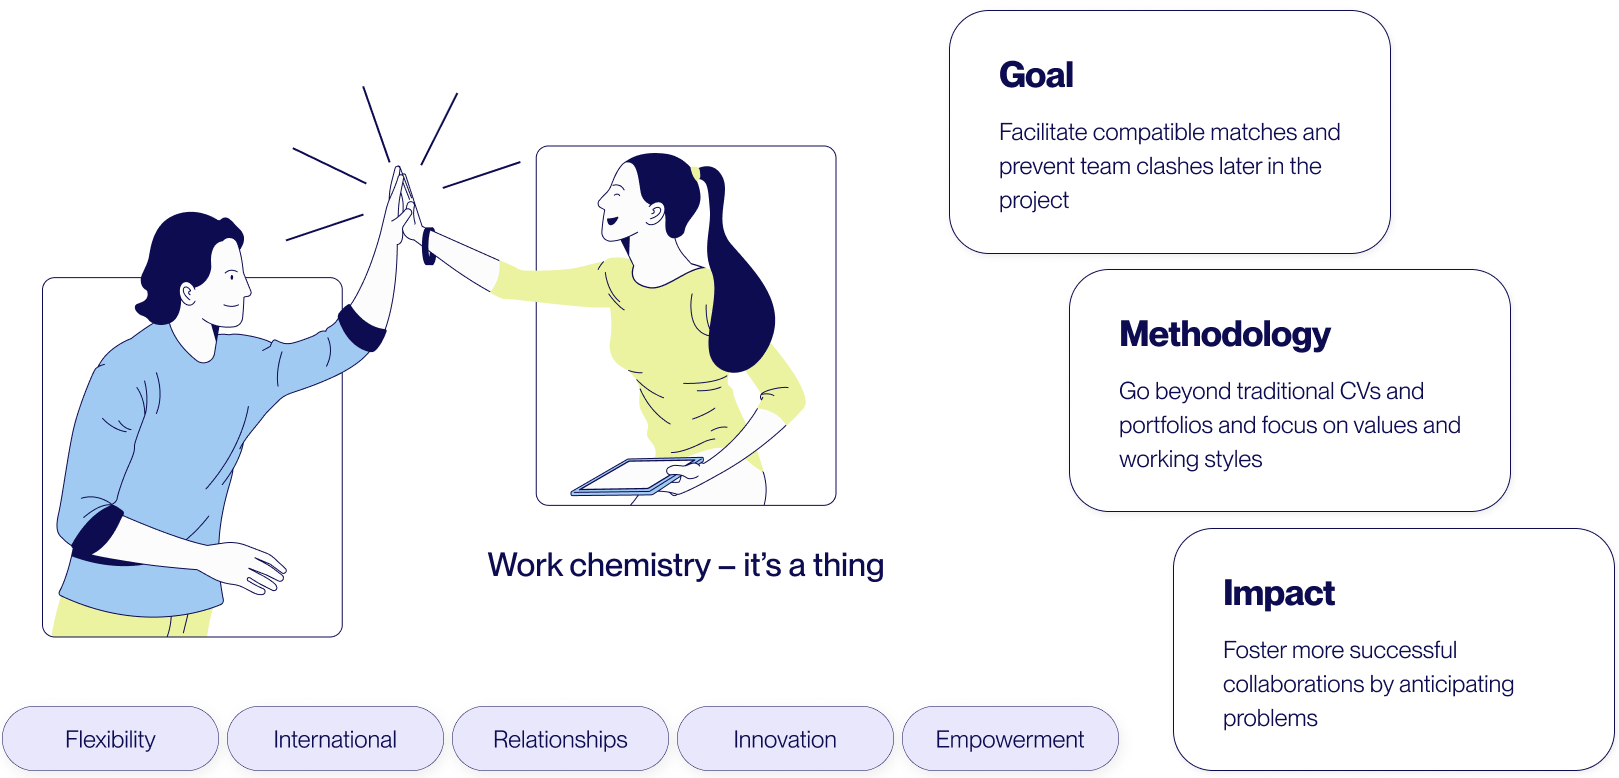 Goal
Facilitate compatible matches and
prevent team clashes later in the
project
Methodology
Go beyond traditional CVs and
portfolios and focus on values and
working styles
Work chemistry – it’s a thing
Impact
Foster more successful
collaborations by anticipating
problems
Flexibility
International
Relationships
Innovation
Empowerment